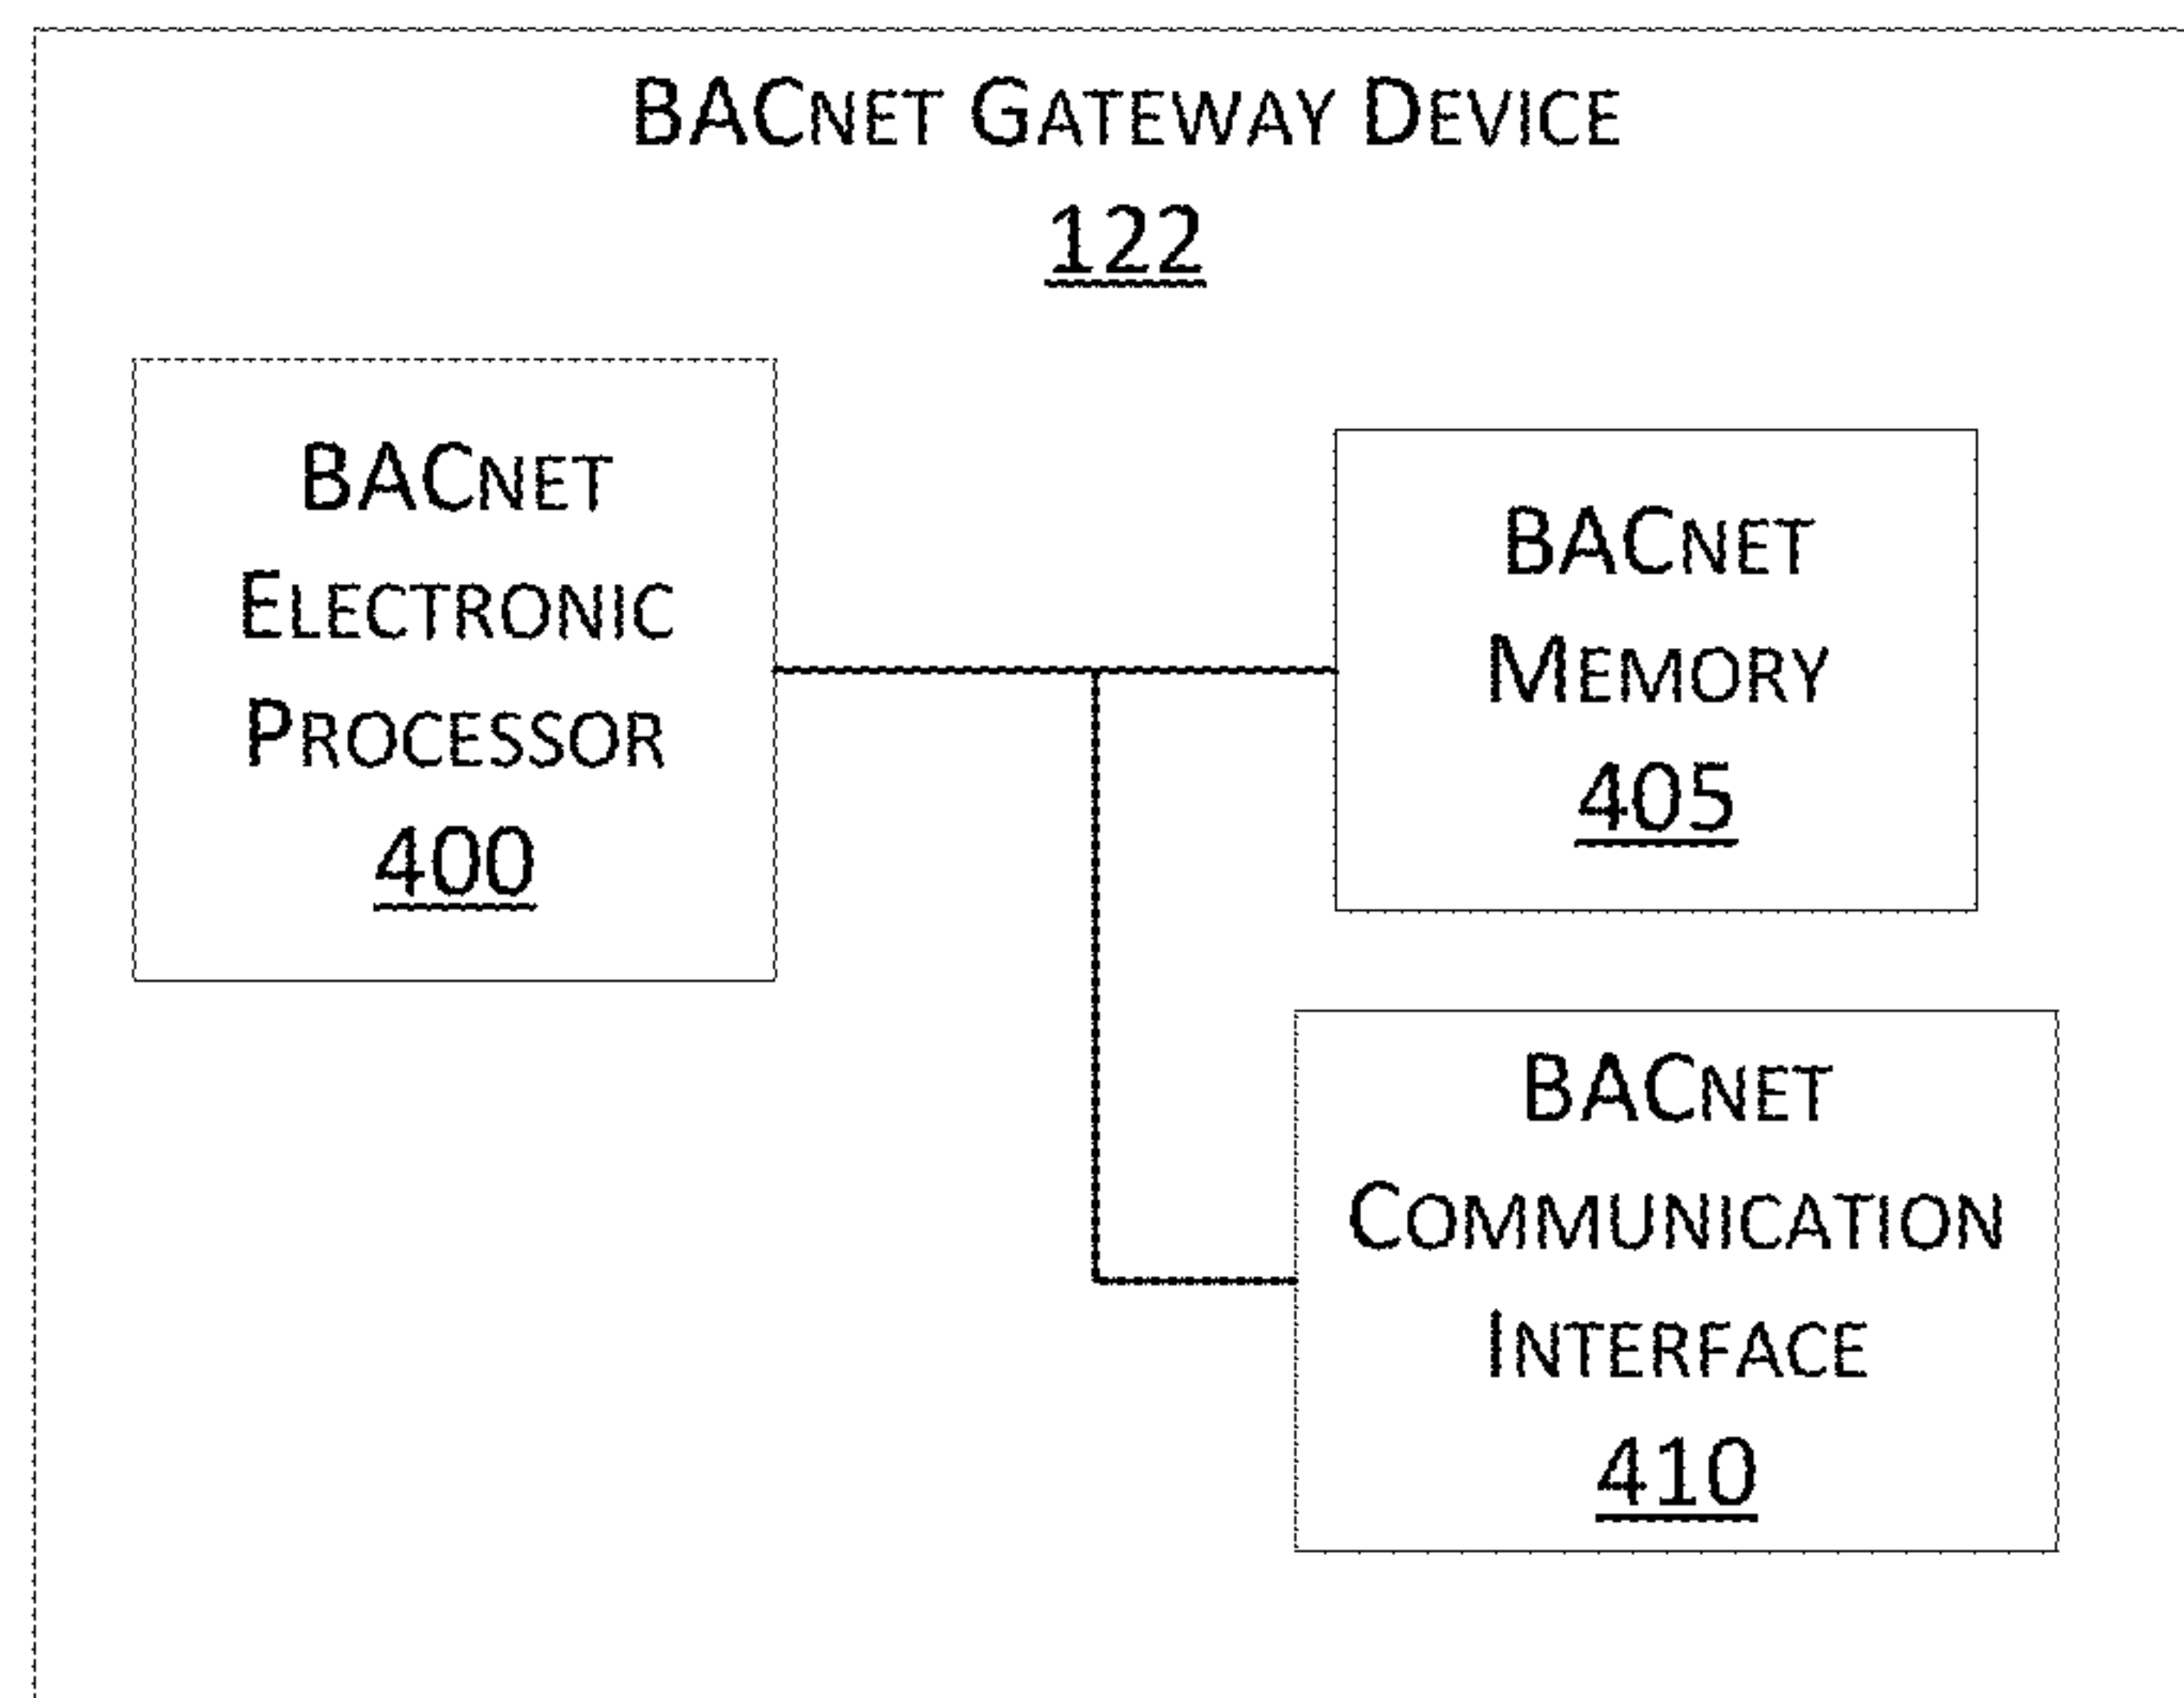 BACnet Gateway Device
122
BACnet
Electronic
Processor
400
BACnet
Memory
405
BACnet
Communication
Interface
410